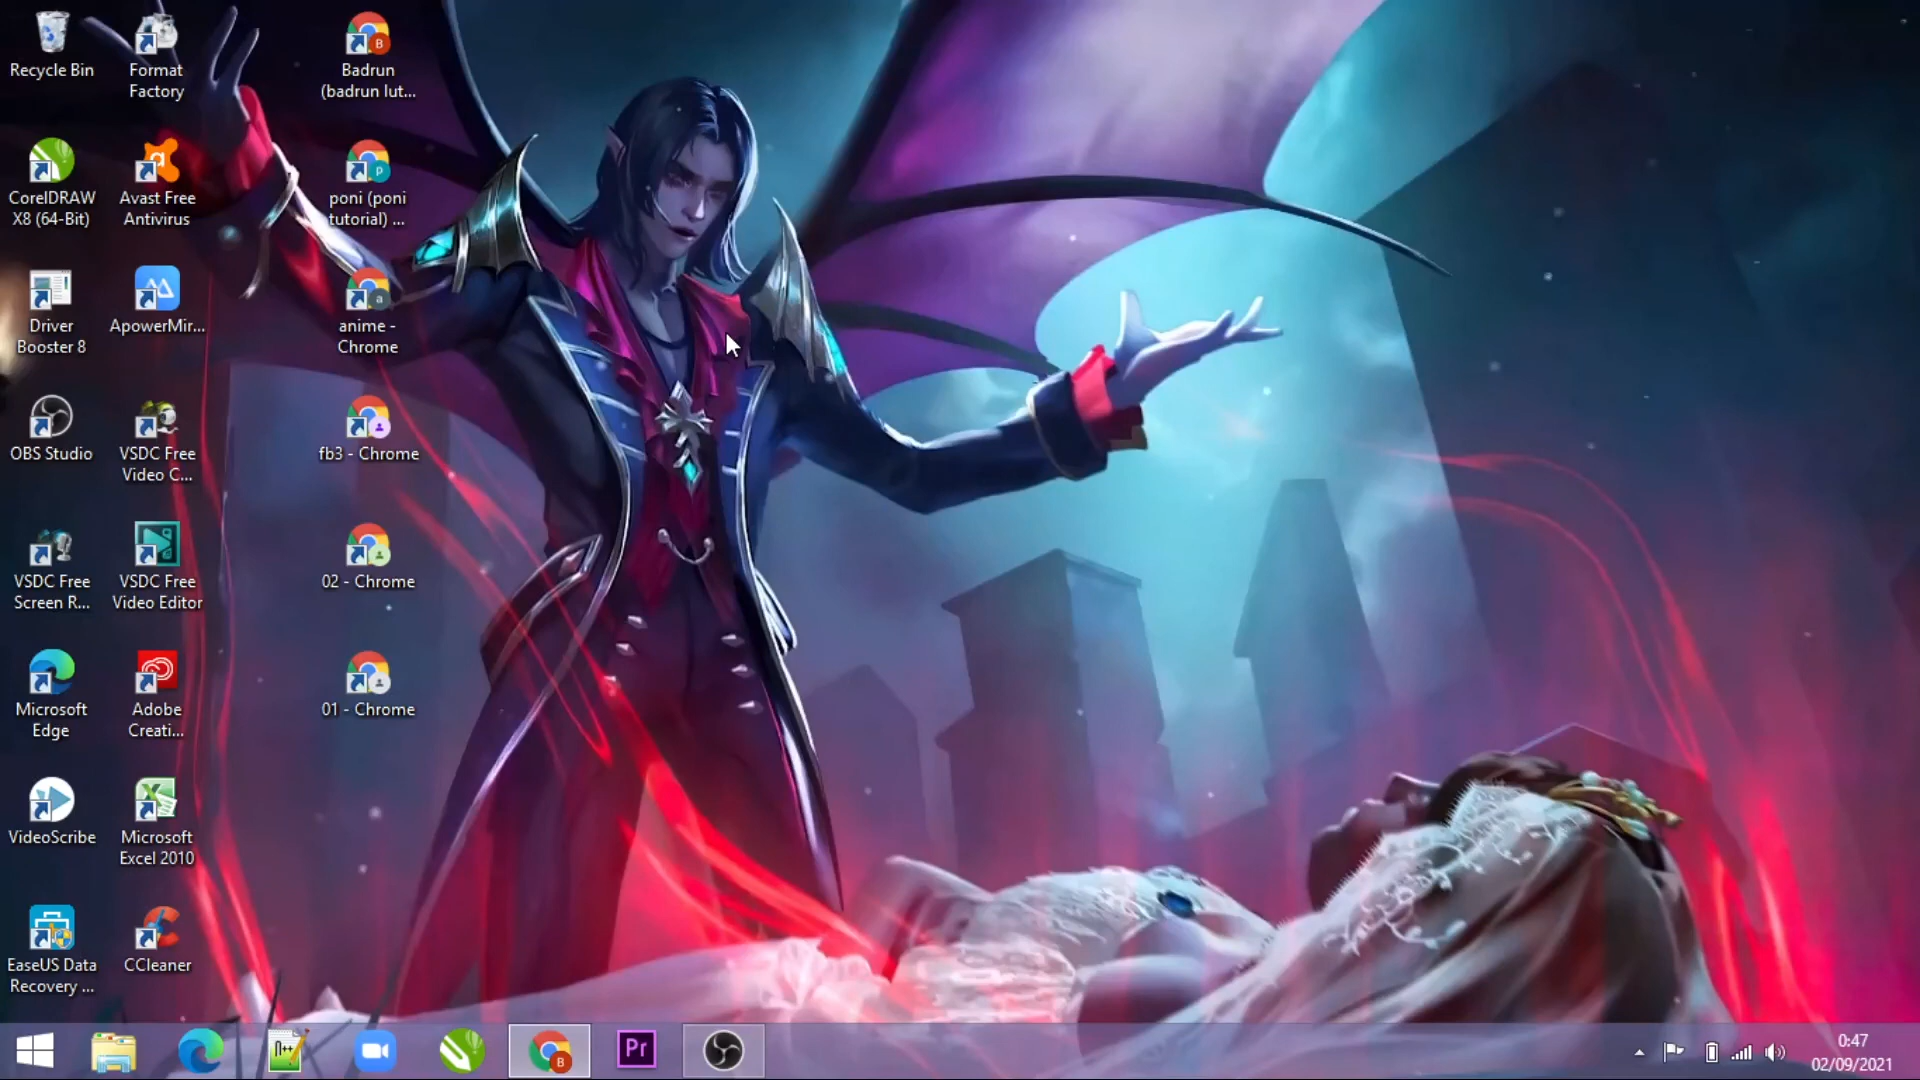 Recycle Bin
Format
Factory
Badrun
(badrun lut...
CorelDRAW
X8 (64-Bit)
Avast Free
Antivirus
poni (poni
tutorial) ...
Driver
Booster 8
ApowerMir...
anime -
Chrome
OBS Studio
VSDC Free
Video C...
fb3 - Chrome
VSDC Free
Screen R...
VSDC Free
Video Editor
02 - Chrome
Microsoft
Edge
Adobe
Creati...
01 - Chrome
VideoScribe
Microsoft
Excel 2010
EaseUS Data
Recovery ...
CCleaner
Pr
0:47
02/09/2021